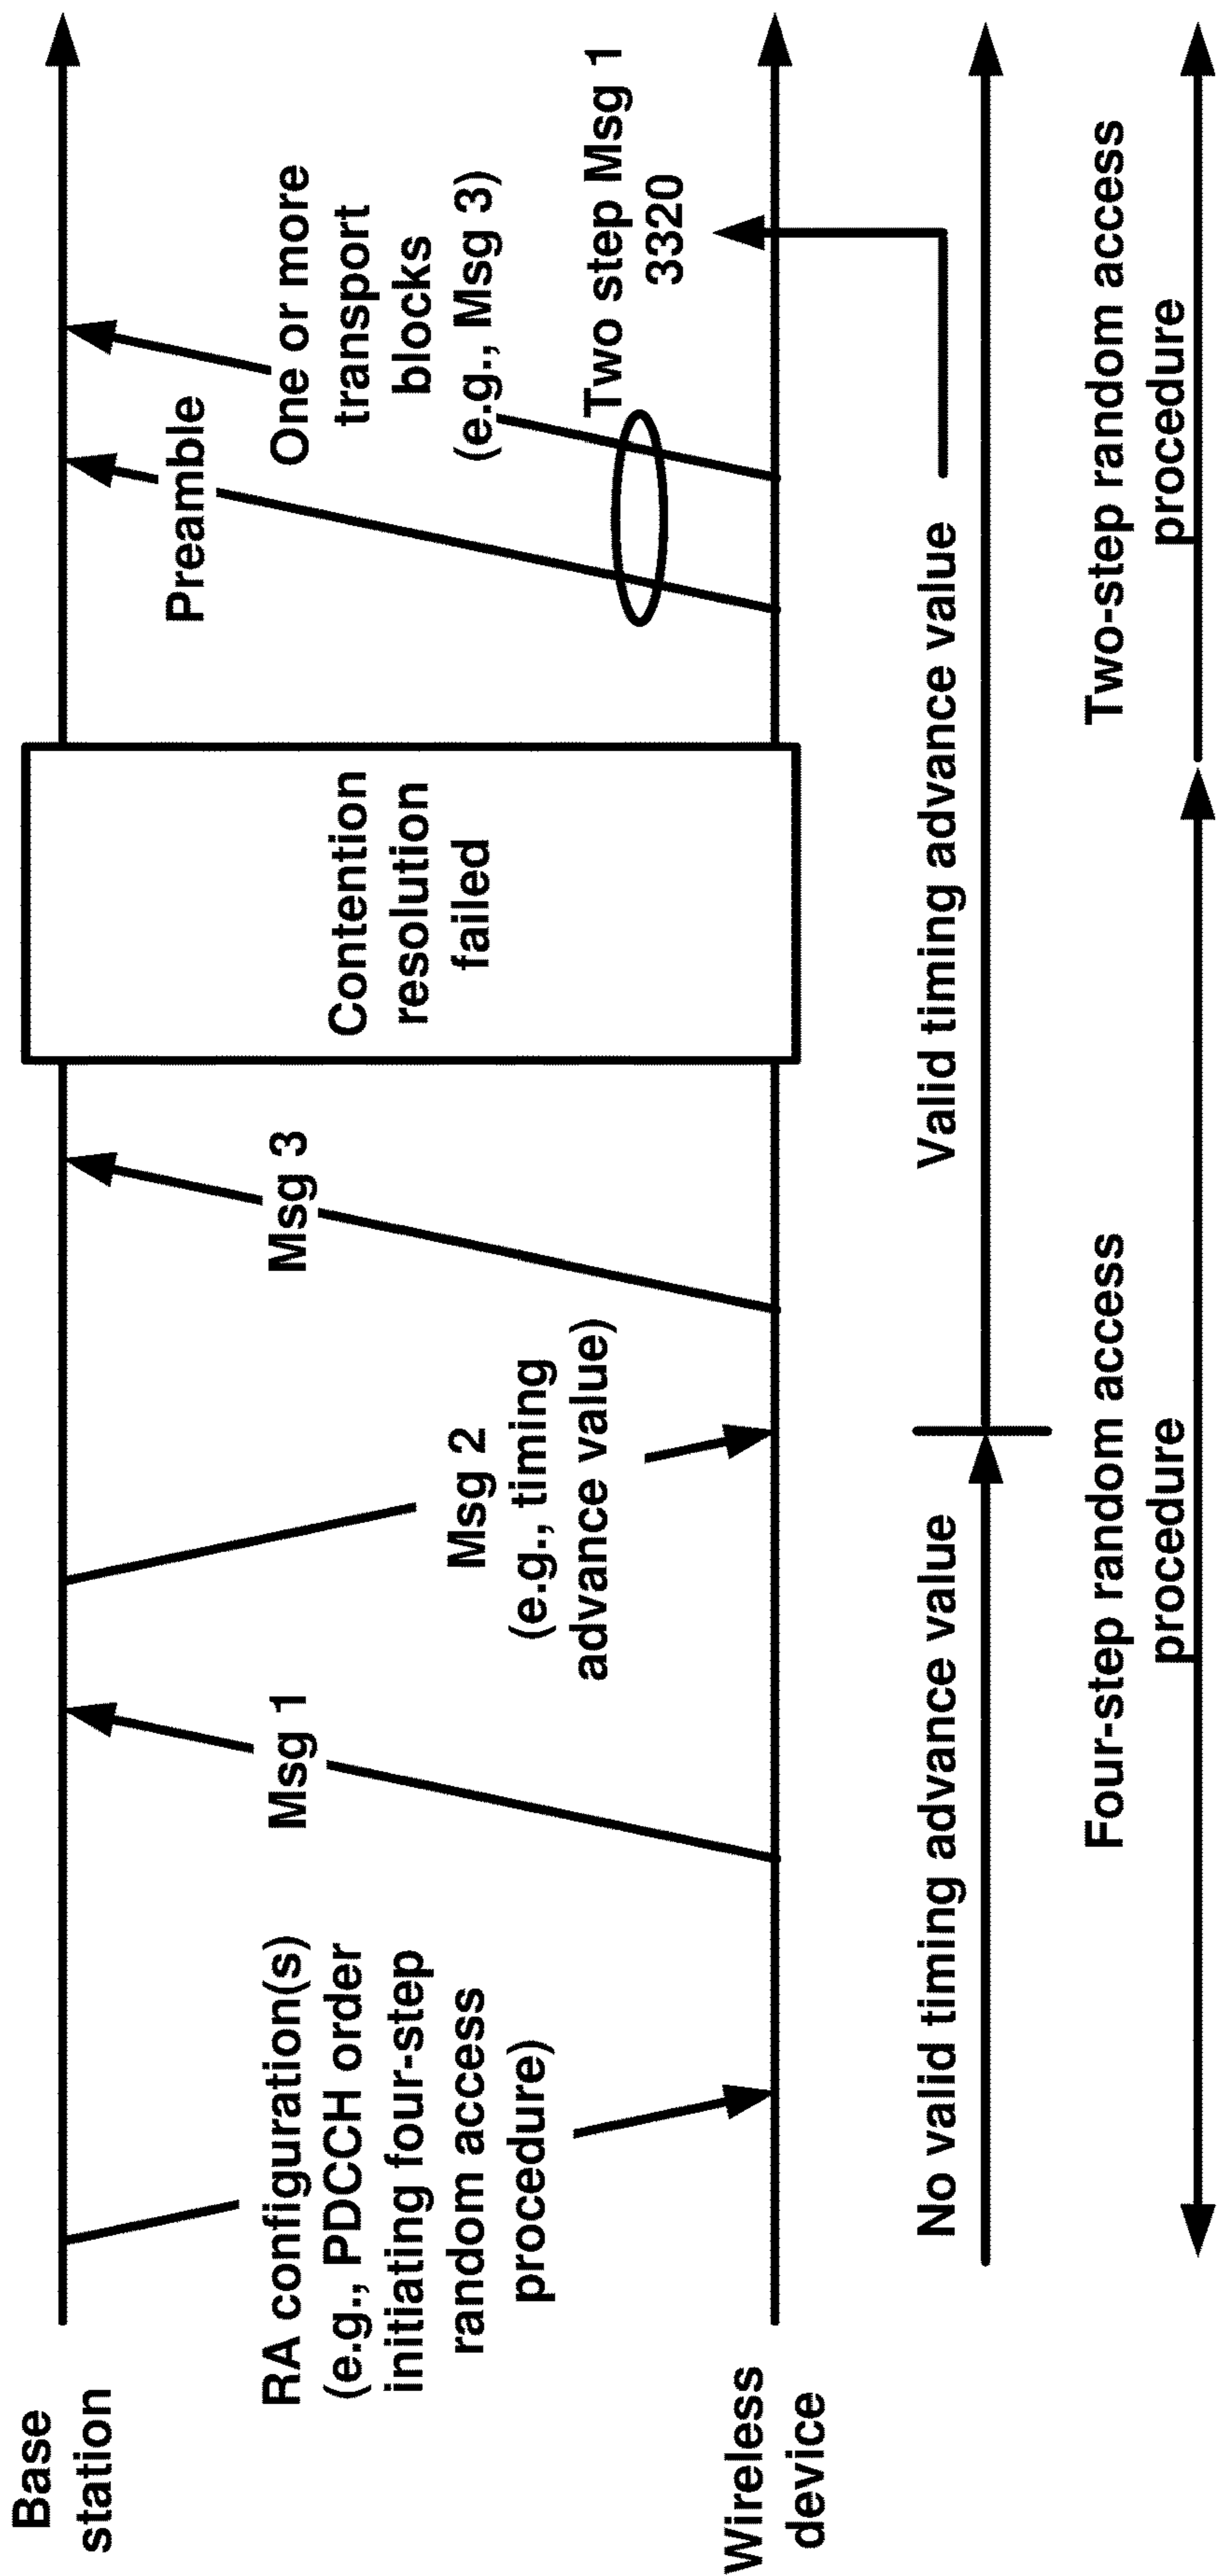 Base
station
RA configuration(s)
(e.g., PDCCH order
initiating four-step
random access
procedure)
Msg 1
Msg 2
(e.g., timing
advance value)
Msg 3
Contention
resolution
failed
Preamble
One or more
transport
blocks
(e.g., Msg 3)
Two step Msg 1
3320
Wireless
device
No valid timing advance value
Valid timing advance value
Four-step random access
procedure
Two-step random access
procedure